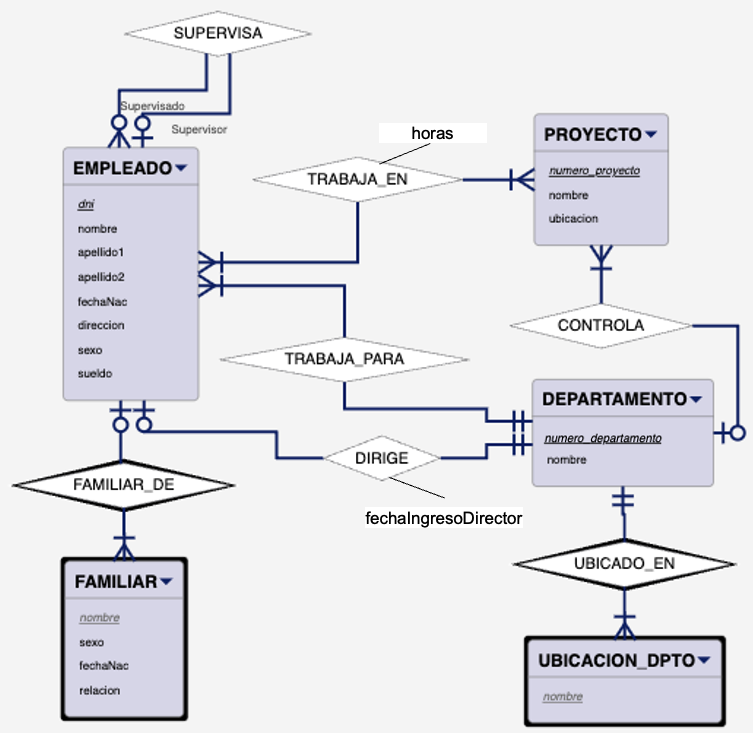 SUPERVISA
Supervisado
Supervisor
EMPLEADO
dni
nombre
apellido1
apellido2
fechaNac
direccion
sexo
sueldo
horas
TRABAJA_EN
PROYECTO
numero_proyecto
nombre
ubicacion
CONTROLA
TRABAJA_PARA
DEPARTAMENTO
numero_departamento
nombre
DIRIGE
fechaIngresoDirector
FAMILIAR_DE
FAMILIAR
nombre
sexo
fechaNac
relacion
UBICADO_EN
UBICACION_DPTO
nombre